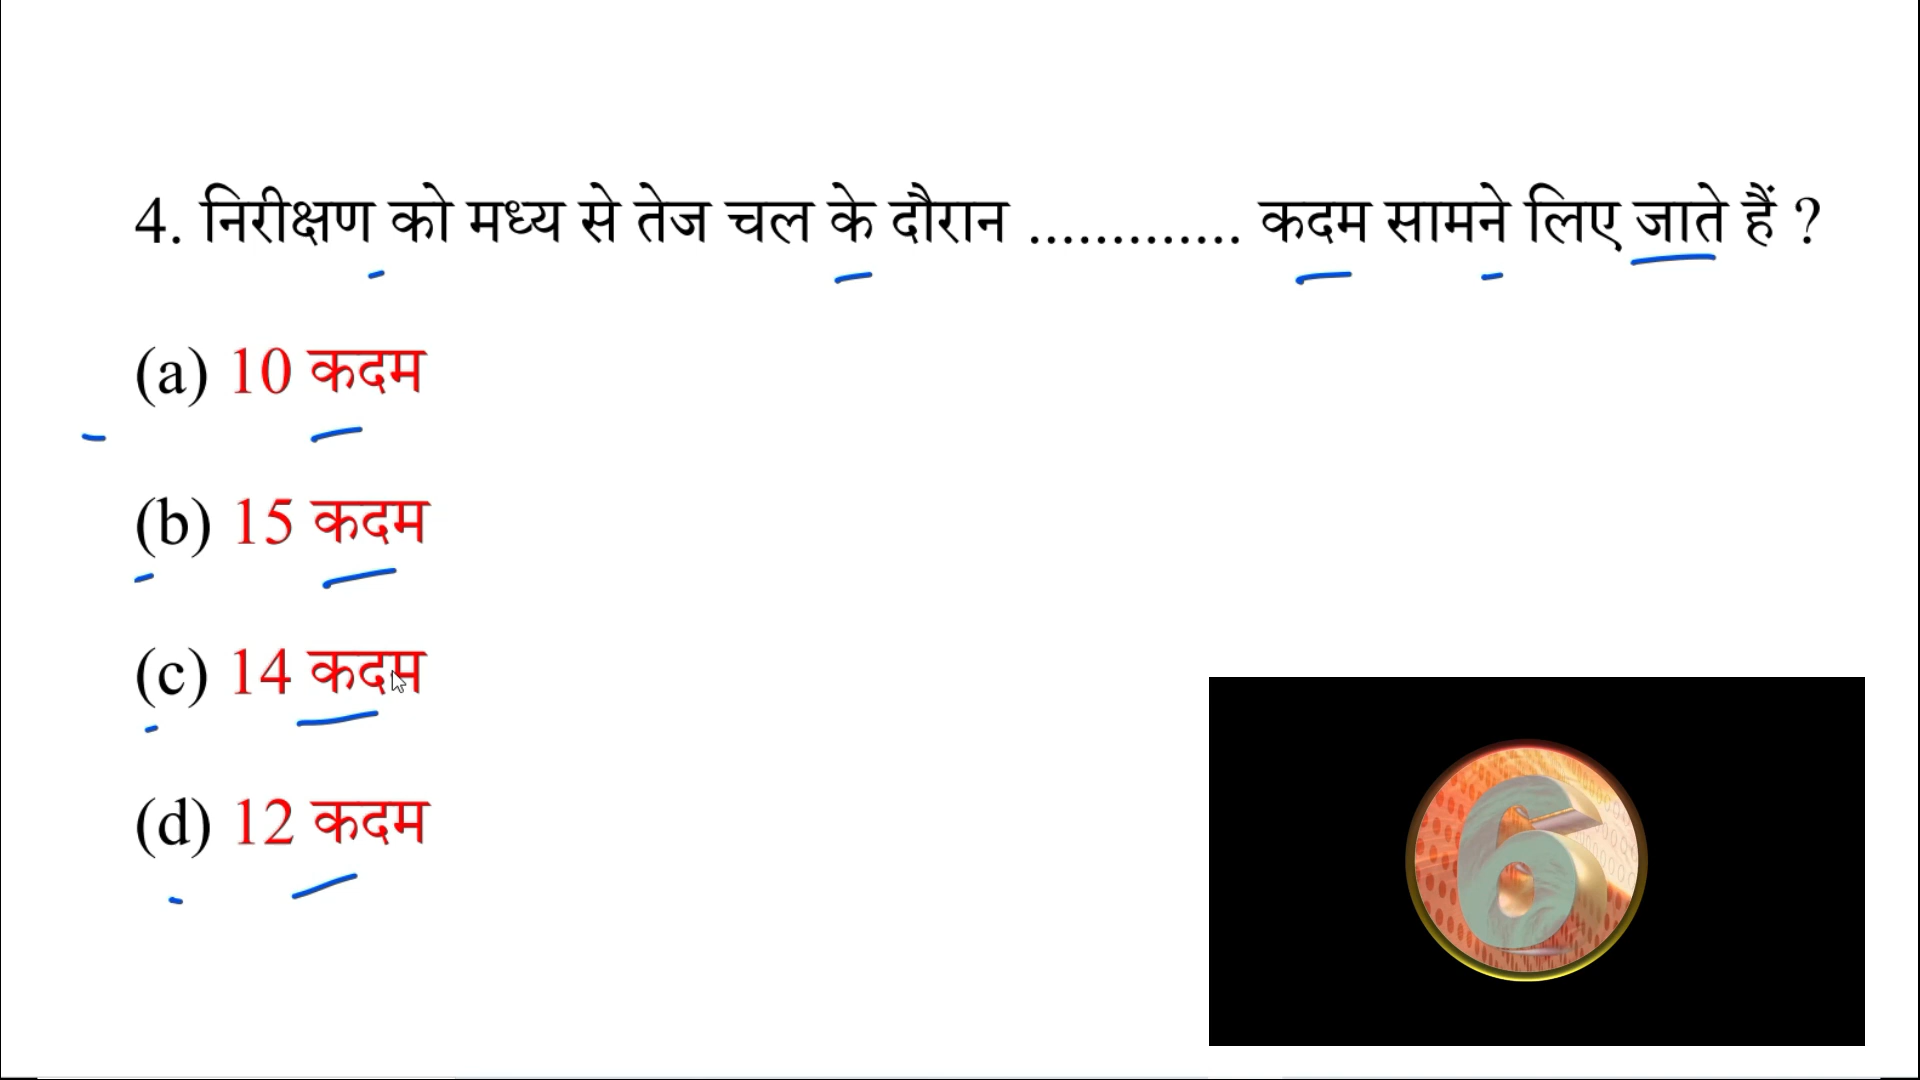 4. निरीक्षण को मध्य से तेज चल के दौरान ............. कदम सामने लिए जाते हैं ?
(a) 10 कदम
(b) 15 कदम
(c) 14 कदम
(d) 12 कदम
6